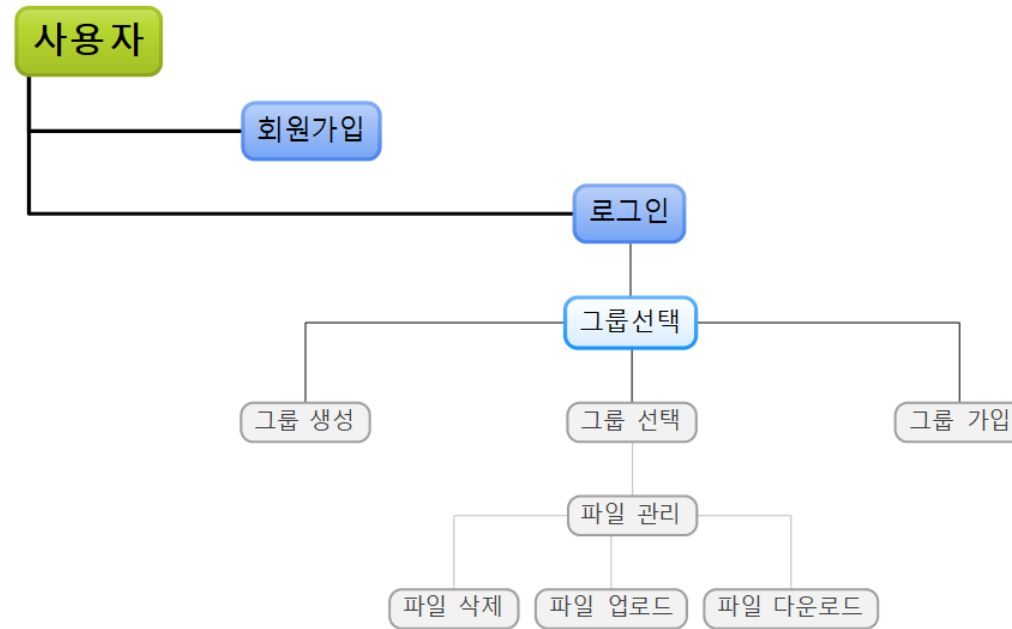 사용자
회원가입
로그인
그룹선택
그룹 생성
그룹 선택
그룹 가입
파일 관리
파일 삭제
파일 업로드
파일 다운로드